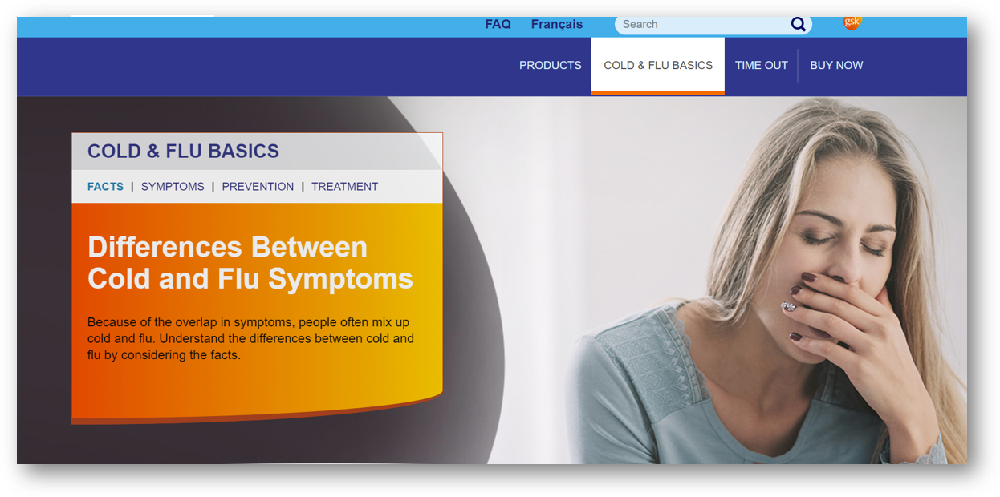 FAQ Français Search gsk
PRODUCTS COLD & FLU BASICS TIME OUT BUY NOW
COLD & FLU BASICS
FACTS | SYMPTOMS | PREVENTION | TREATMENT
Differences Between
Cold and Flu Symptoms
Because of the overlap in symptoms, people often mix up
cold and flu. Understand the differences between cold and
flu by considering the facts.